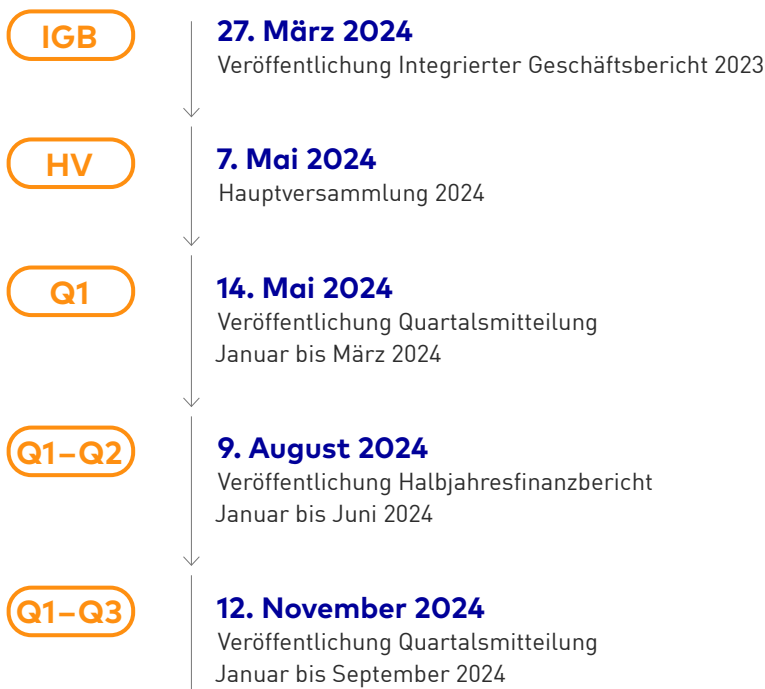 IGB
27. März 2024
Veröffentlichung Integrierter Geschäftsbericht 2023
HV
7. Mai 2024
Hauptversammlung 2024
Q1
14. Mai 2024
Veröffentlichung Quartalsmitteilung
Januar bis März 2024
Q1–Q2
9. August 2024
Veröffentlichung Halbjahresfinanzbericht
Januar bis Juni 2024
Q1–Q3
12. November 2024
Veröffentlichung Quartalsmitteilung
Januar bis September 2024